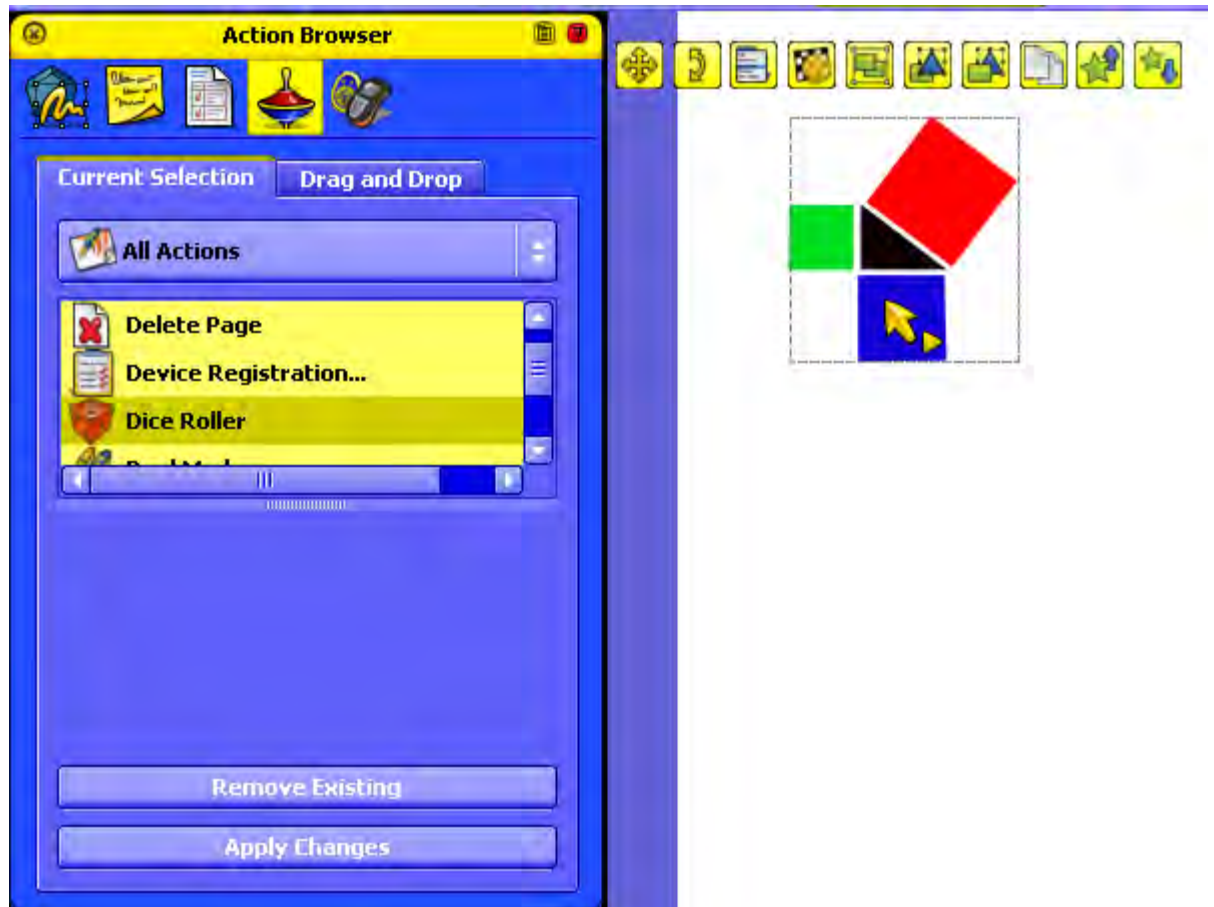 Action Browser
Current Selection
Drag and Drop
All Actions
Delete Page
Device Registration...
Dice Roller
Remove Existing
Apply Changes